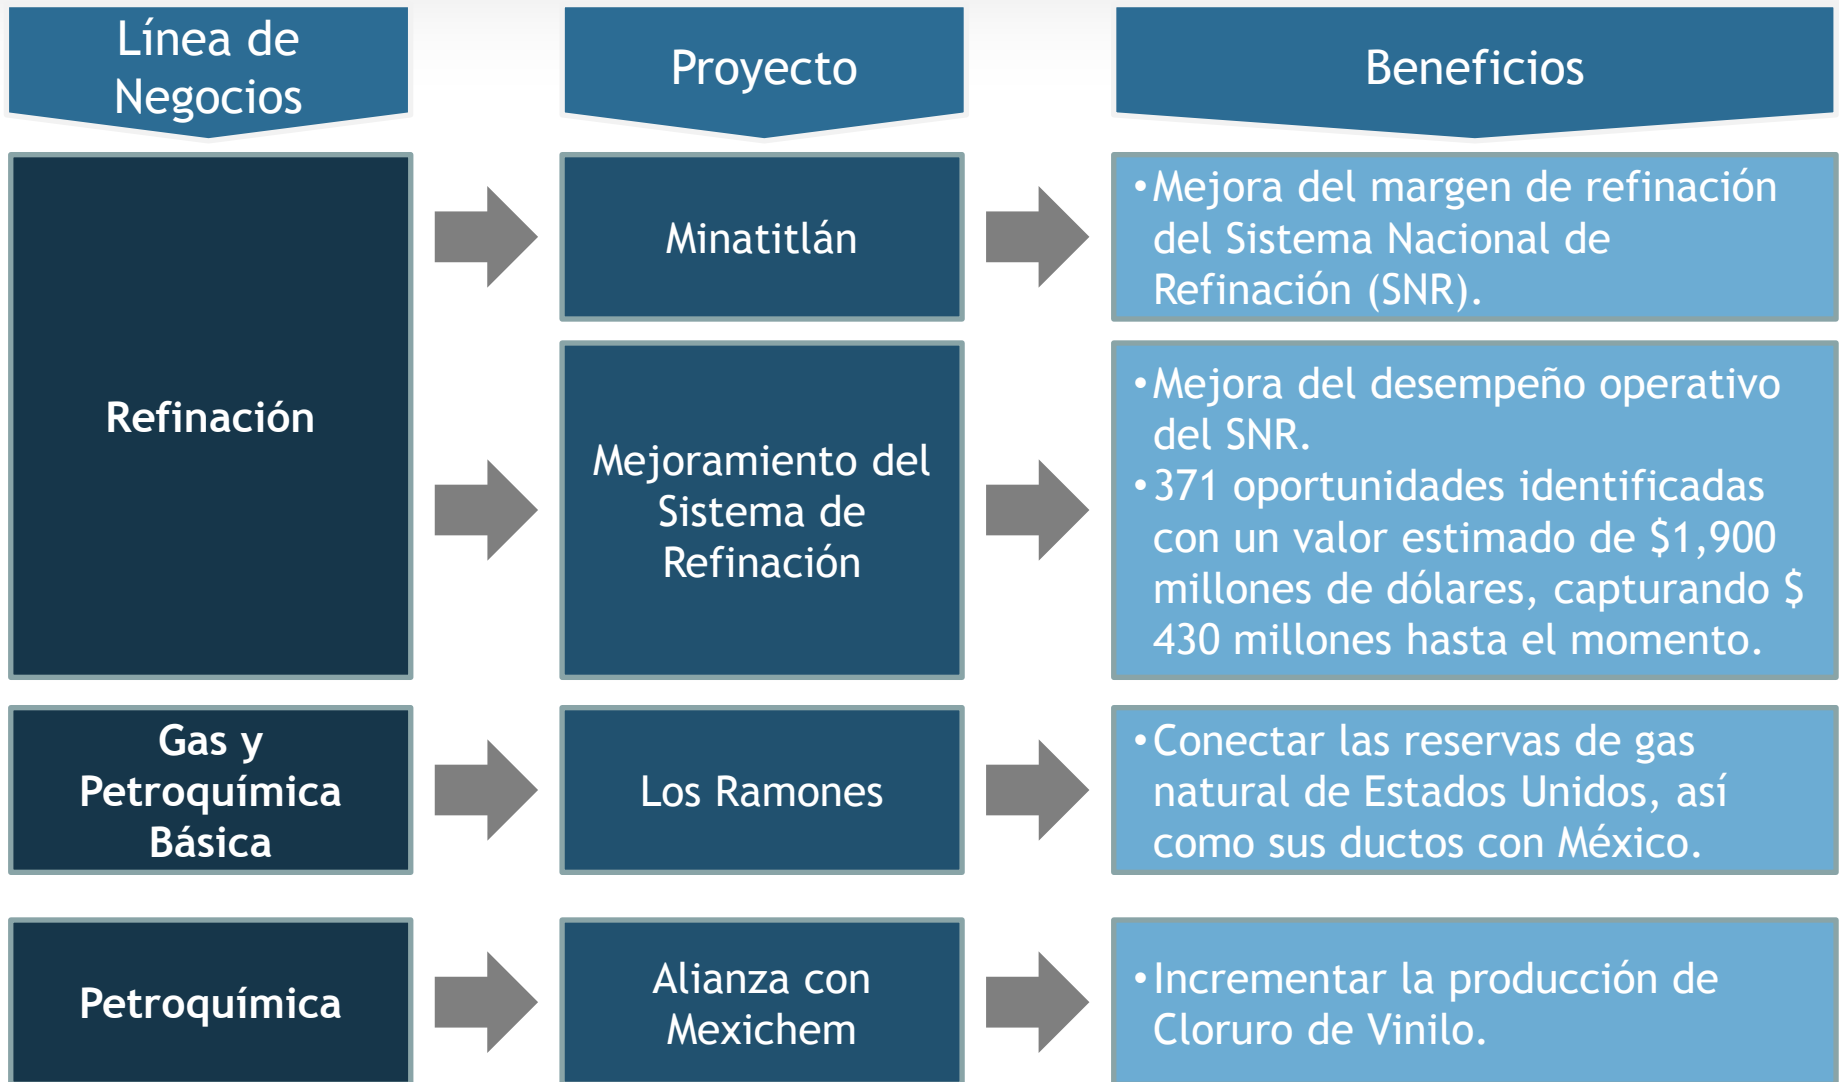 Línea de
Negocios
Proyecto
Beneficios
Refinación
Minatitlán
•Mejora del margen de refinación
del Sistema Nacional de
Refinación (SNR).
Mejoramiento del
Sistema de
Refinación
•Mejora del desempeño operativo
del SNR.
•371 oportunidades identificadas
con un valor estimado de $1,900
millones de dólares, capturando $
430 millones hasta el momento.
Gas y
Petroquímica
Básica
Los Ramones
•Conectar las reservas de gas
natural de Estados Unidos, así
como sus ductos con México.
Petroquímica
Alianza con
Mexichem
•Incrementar la producción de
Cloruro de Vinilo.